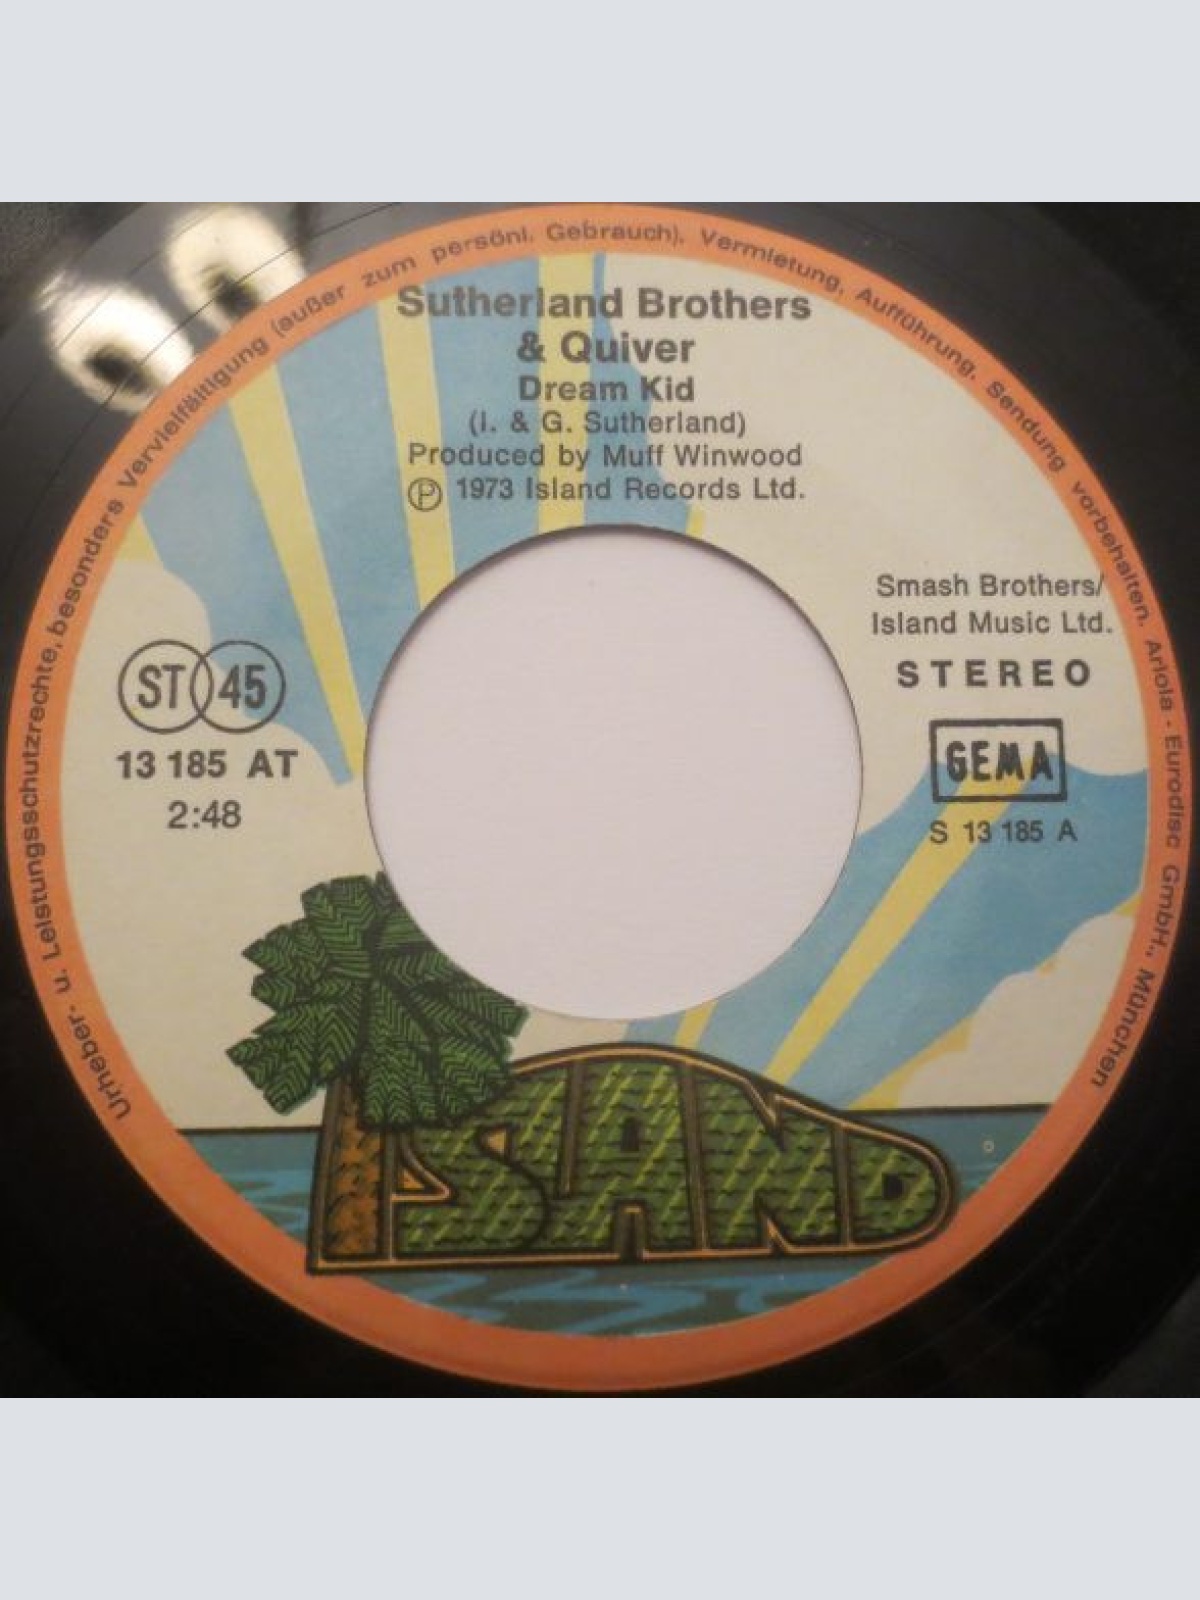 Urheber- u. Leistungsschutzrechte, besonders Vervielfältigung (außer zum persönl. Gebrauch), Vermietung, Aufführung, Sendung vorbehalten. Ariola - Eurodisc GmbH., München
Sutherland Brothers
& Quiver
Dream Kid
(I. & G. Sutherland)
Produced by Muff Winwood
Ⓟ 1973 Island Records Ltd.
Smash Brothers/
Island Music Ltd.
STEREO
GEMA
S 13 185 A
ST 45
13 185 AT
2:48
ISLAND